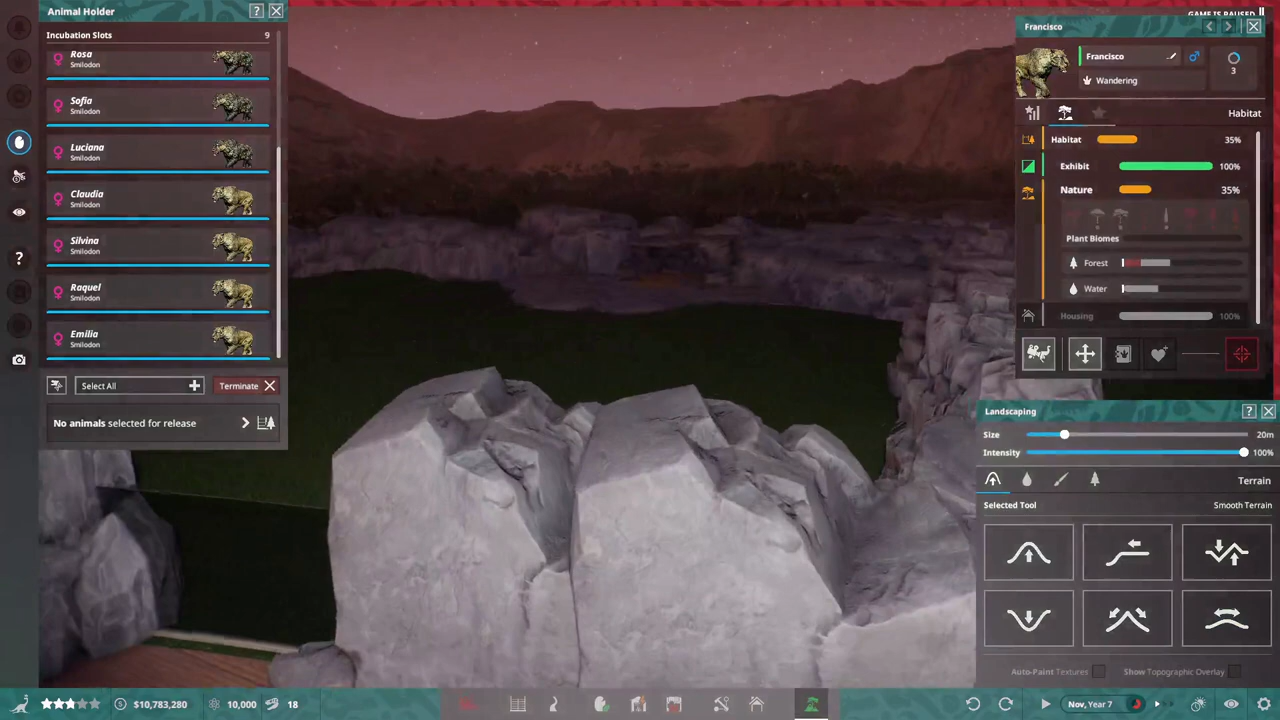 Animal Holder
?
Incubation Slots 9
Rosa
Smilodon
Sofia
Smilodon
Luciana
Smilodon
Claudia
Smilodon
Silvina
Smilodon
Raquel
Smilodon
Emilia
Smilodon
Select All
Terminate
No animals selected for release
?
GAME IS PAUSED
Francisco
Francisco
3
Wandering
Habitat
Habitat 35%
Exhibit 100%
Nature 35%
Plant Biomes
Forest
Water
Housing 100%
Landscaping
?
Size 20m
Intensity 100%
Terrain
Selected Tool Smooth Terrain
Auto-Paint Textures Show Topographic Overlay
$10,783,280 10,000 18
Nov, Year 7